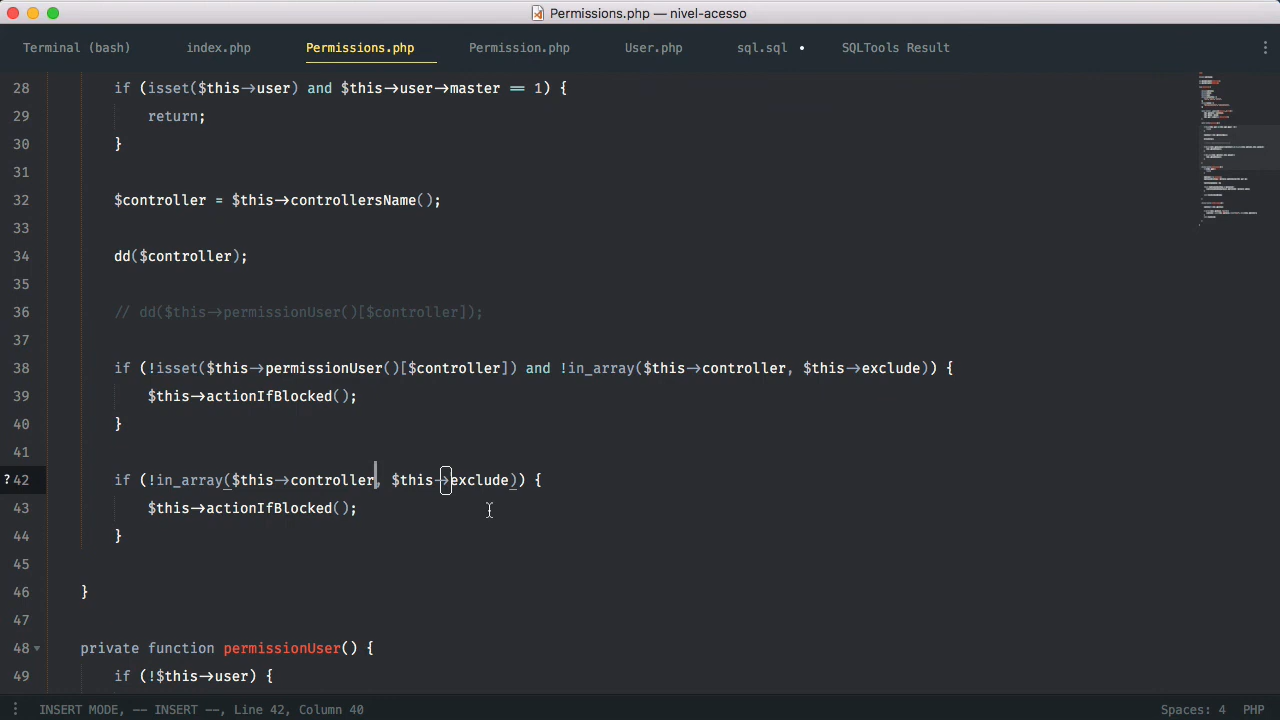 Permissions.php — nivel-acesso
Terminal (bash) index.php Permissions.php Permission.php User.php sql.sql • SQLTools Result
28 if (isset($this->user) and $this->user->master == 1) {
29 return;
30 }
31
32 $controller = $this->controllersName();
33
34 dd($controller);
35
36 // dd($this->permissionUser()[$controller]);
37
38 if (!isset($this->permissionUser()[$controller]) and !in_array($this->controller, $this->exclude)) {
39 $this->actionIfBlocked();
40 }
41
?42 if (!in_array($this->controller, $this->exclude)) {
43 $this->actionIfBlocked();
44 }
45
46 }
47
48 private function permissionUser() {
49 if (!$this->user) {
INSERT MODE, -- INSERT --, Line 42, Column 40 Spaces: 4 PHP